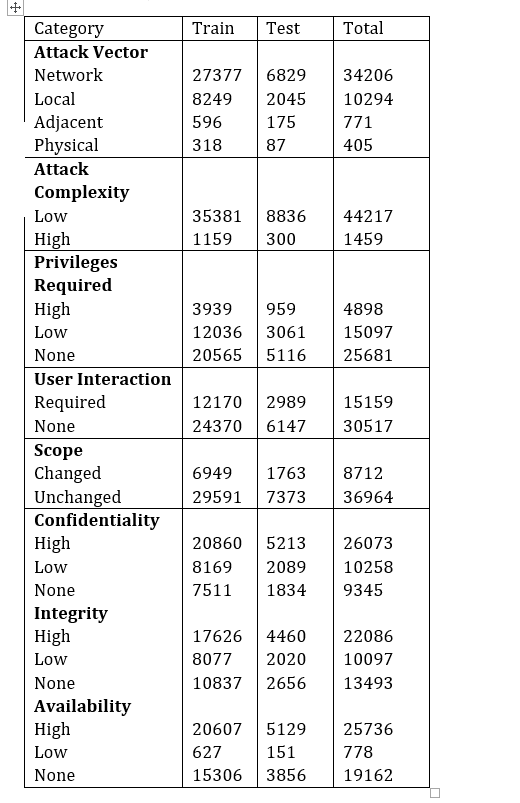 Category Train Test Total
Attack Vector
Network 27377 6829 34206
Local 8249 2045 10294
Adjacent 596 175 771
Physical 318 87 405
Attack
Complexity
Low 35381 8836 44217
High 1159 300 1459
Privileges
Required
High 3939 959 4898
Low 12036 3061 15097
None 20565 5116 25681
User Interaction
Required 12170 2989 15159
None 24370 6147 30517
Scope
Changed 6949 1763 8712
Unchanged 29591 7373 36964
Confidentiality
High 20860 5213 26073
Low 8169 2089 10258
None 7511 1834 9345
Integrity
High 17626 4460 22086
Low 8077 2020 10097
None 10837 2656 13493
Availability
High 20607 5129 25736
Low 627 151 778
None 15306 3856 19162